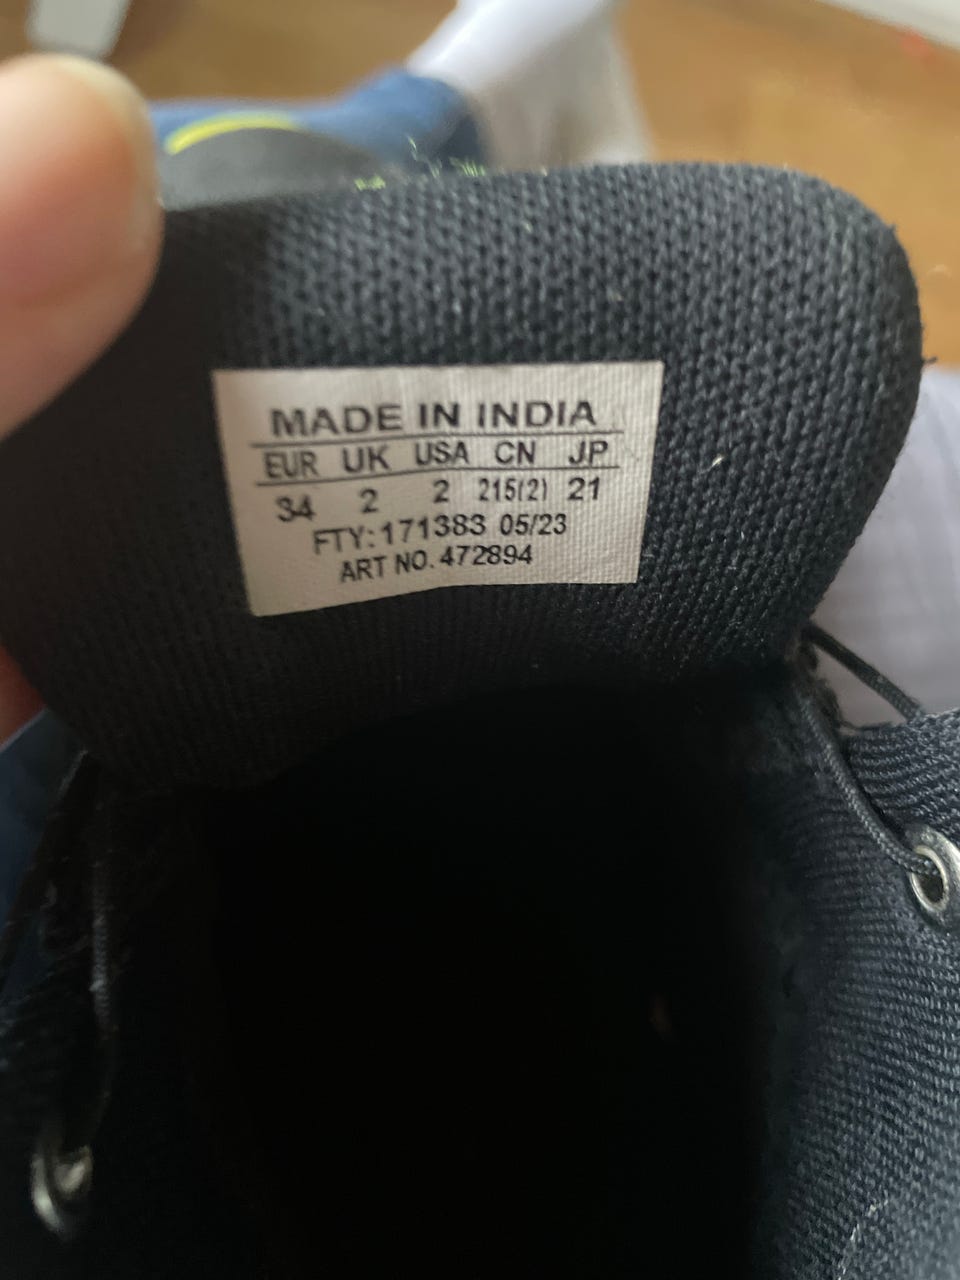 MADE IN INDIA
EUR UK USA CN JP
34 2 2 215(2) 21
FTY: 171383 05/23
ART NO. 472894